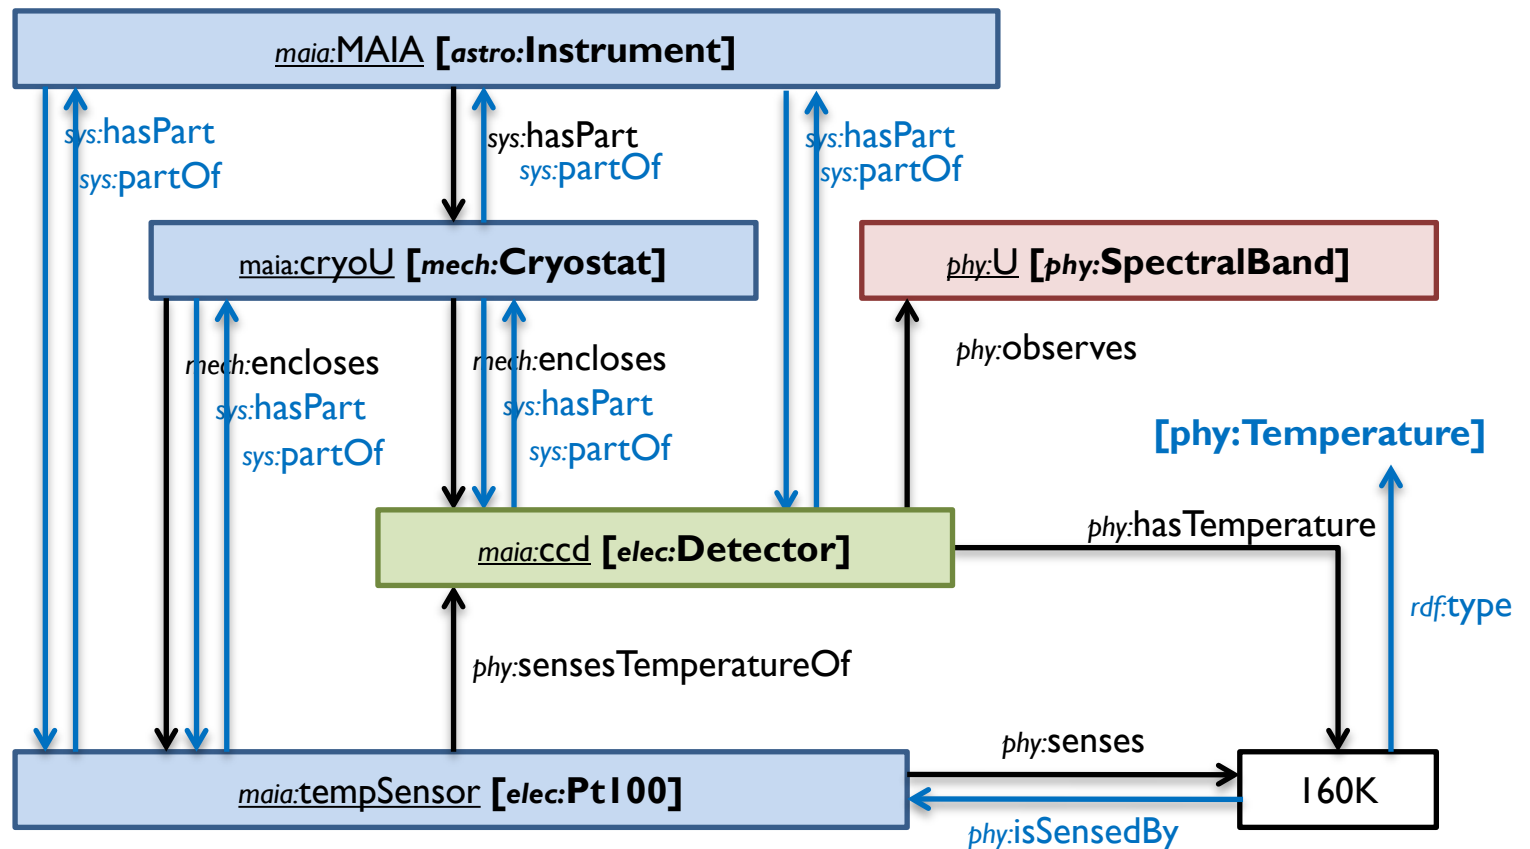 maia:MAIA [astro:Instrument]
sys:hasPart
sys:partOf
sys:hasPart
sys:partOf
sys:hasPart
sys:partOf
maia:cryoU [mech:Cryostat]
phy:U [phy:SpectralBand]
mech:encloses
sys:hasPart
sys:partOf
mech:encloses
sys:hasPart
sys:partOf
phy:observes
[phy:Temperature]
phy:hasTemperature
maia:ccd [elec:Detector]
rdf:type
phy:sensesTemperatureOf
phy:senses
maia:tempSensor [elec:Pt100]
160K
phy:isSensedBy